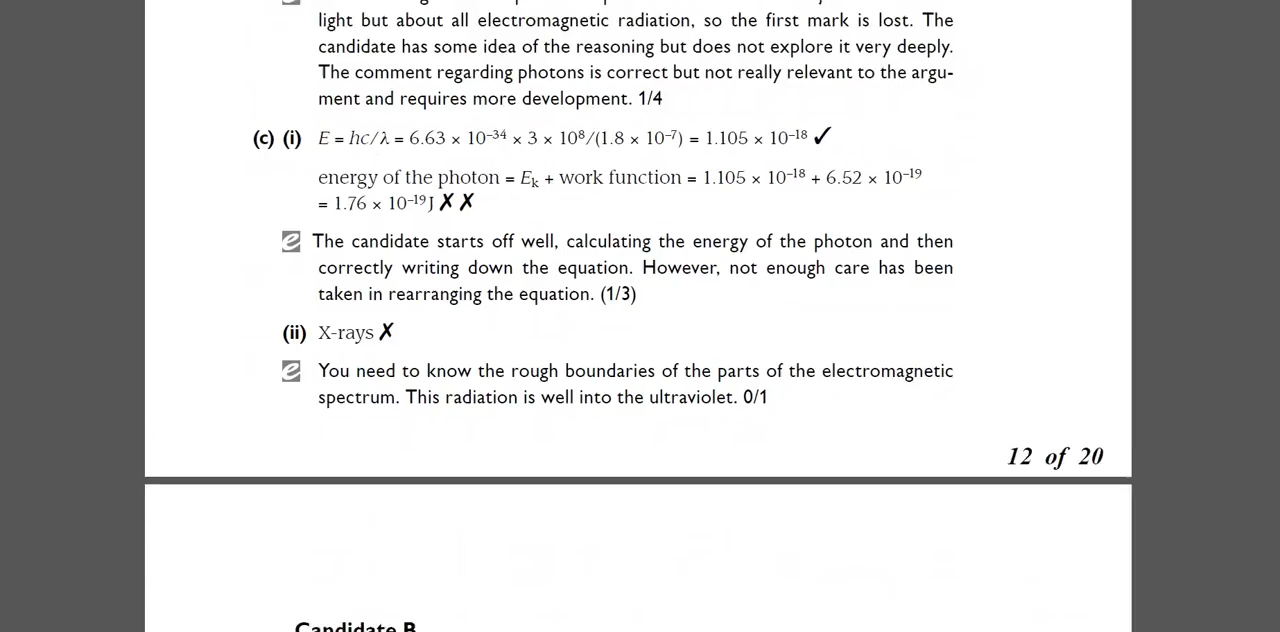 light but about all electromagnetic radiation, so the first mark is lost. The
candidate has some idea of the reasoning but does not explore it very deeply.
The comment regarding photons is correct but not really relevant to the argu-
ment and requires more development. 1/4
(c) (i) E = hc/λ = 6.63 × 10⁻³⁴ × 3 × 10⁸/(1.8 × 10⁻⁷) = 1.105 × 10⁻¹⁸ ✓
energy of the photon = Eₖ + work function = 1.105 × 10⁻¹⁸ + 6.52 × 10⁻¹⁹
= 1.76 × 10⁻¹⁹J ✗ ✗
e The candidate starts off well, calculating the energy of the photon and then
correctly writing down the equation. However, not enough care has been
taken in rearranging the equation. (1/3)
(ii) X-rays ✗
e You need to know the rough boundaries of the parts of the electromagnetic
spectrum. This radiation is well into the ultraviolet. 0/1
12 of 20
Candidate B